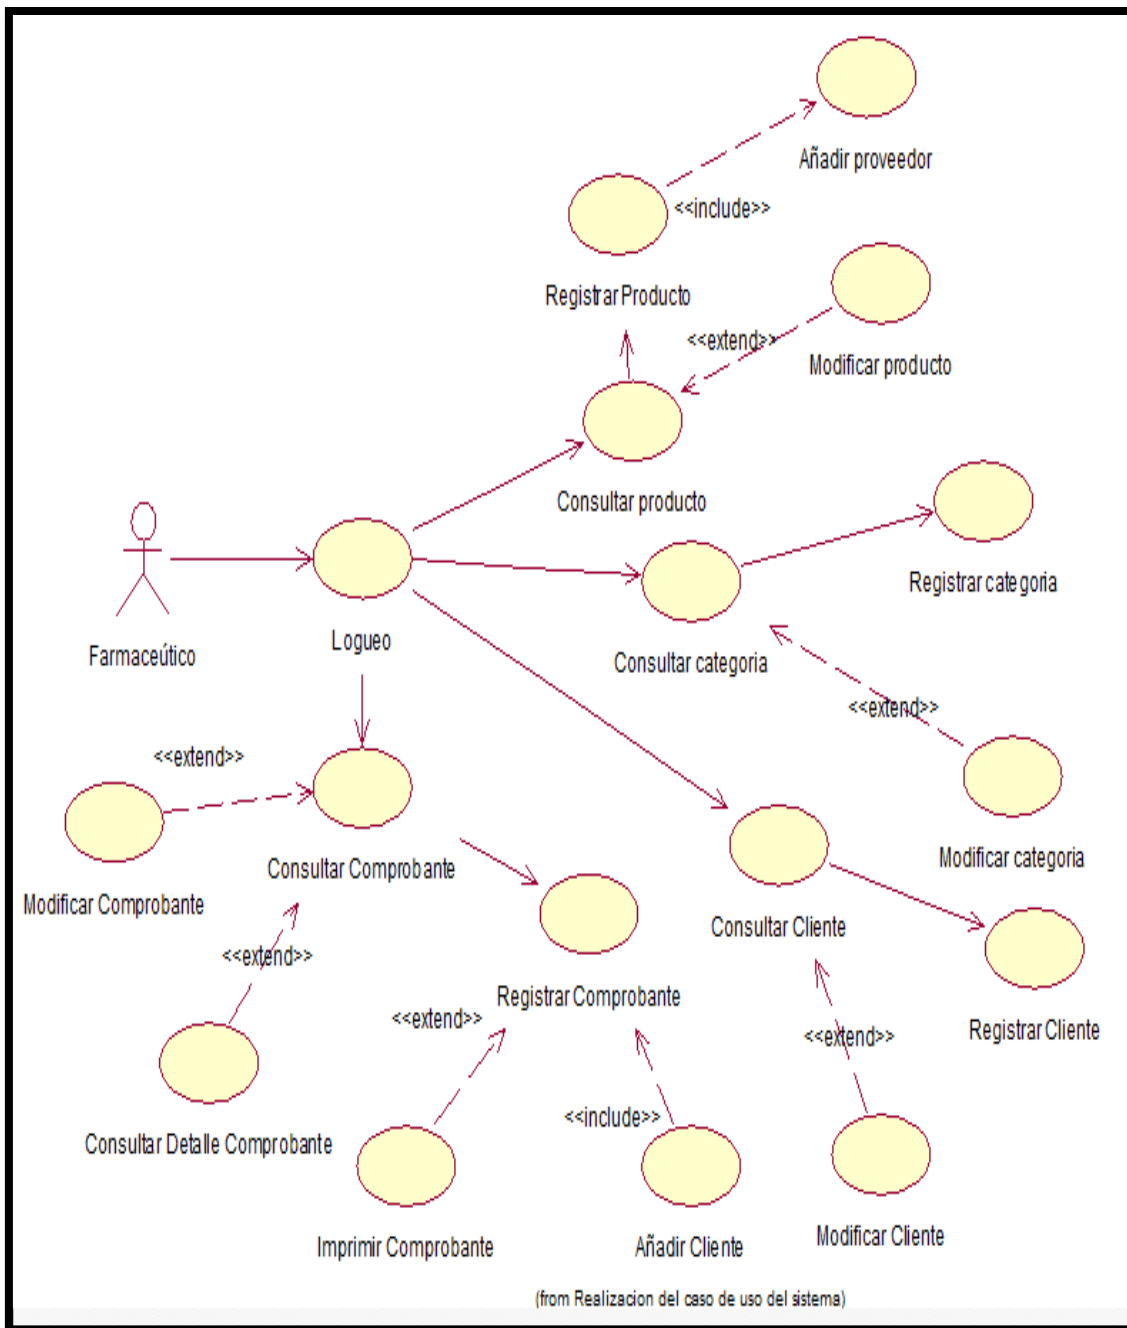 Añadir proveedor
<<include>>
Registrar Producto
<<extend>>
Modificar producto
Consultar producto
Registrar categoria
Farmaceútico
Logueo
Consultar categoria
<<extend>>
<<extend>>
Modificar categoria
Consultar Comprobante
Modificar Comprobante
Consultar Cliente
<<extend>>
Registrar Comprobante
<<extend>>
<<extend>>
Registrar Cliente
<<include>>
Consultar Detalle Comprobante
Imprimir Comprobante
Añadir Cliente
Modificar Cliente
(from Realizacion del caso de uso del sistema)